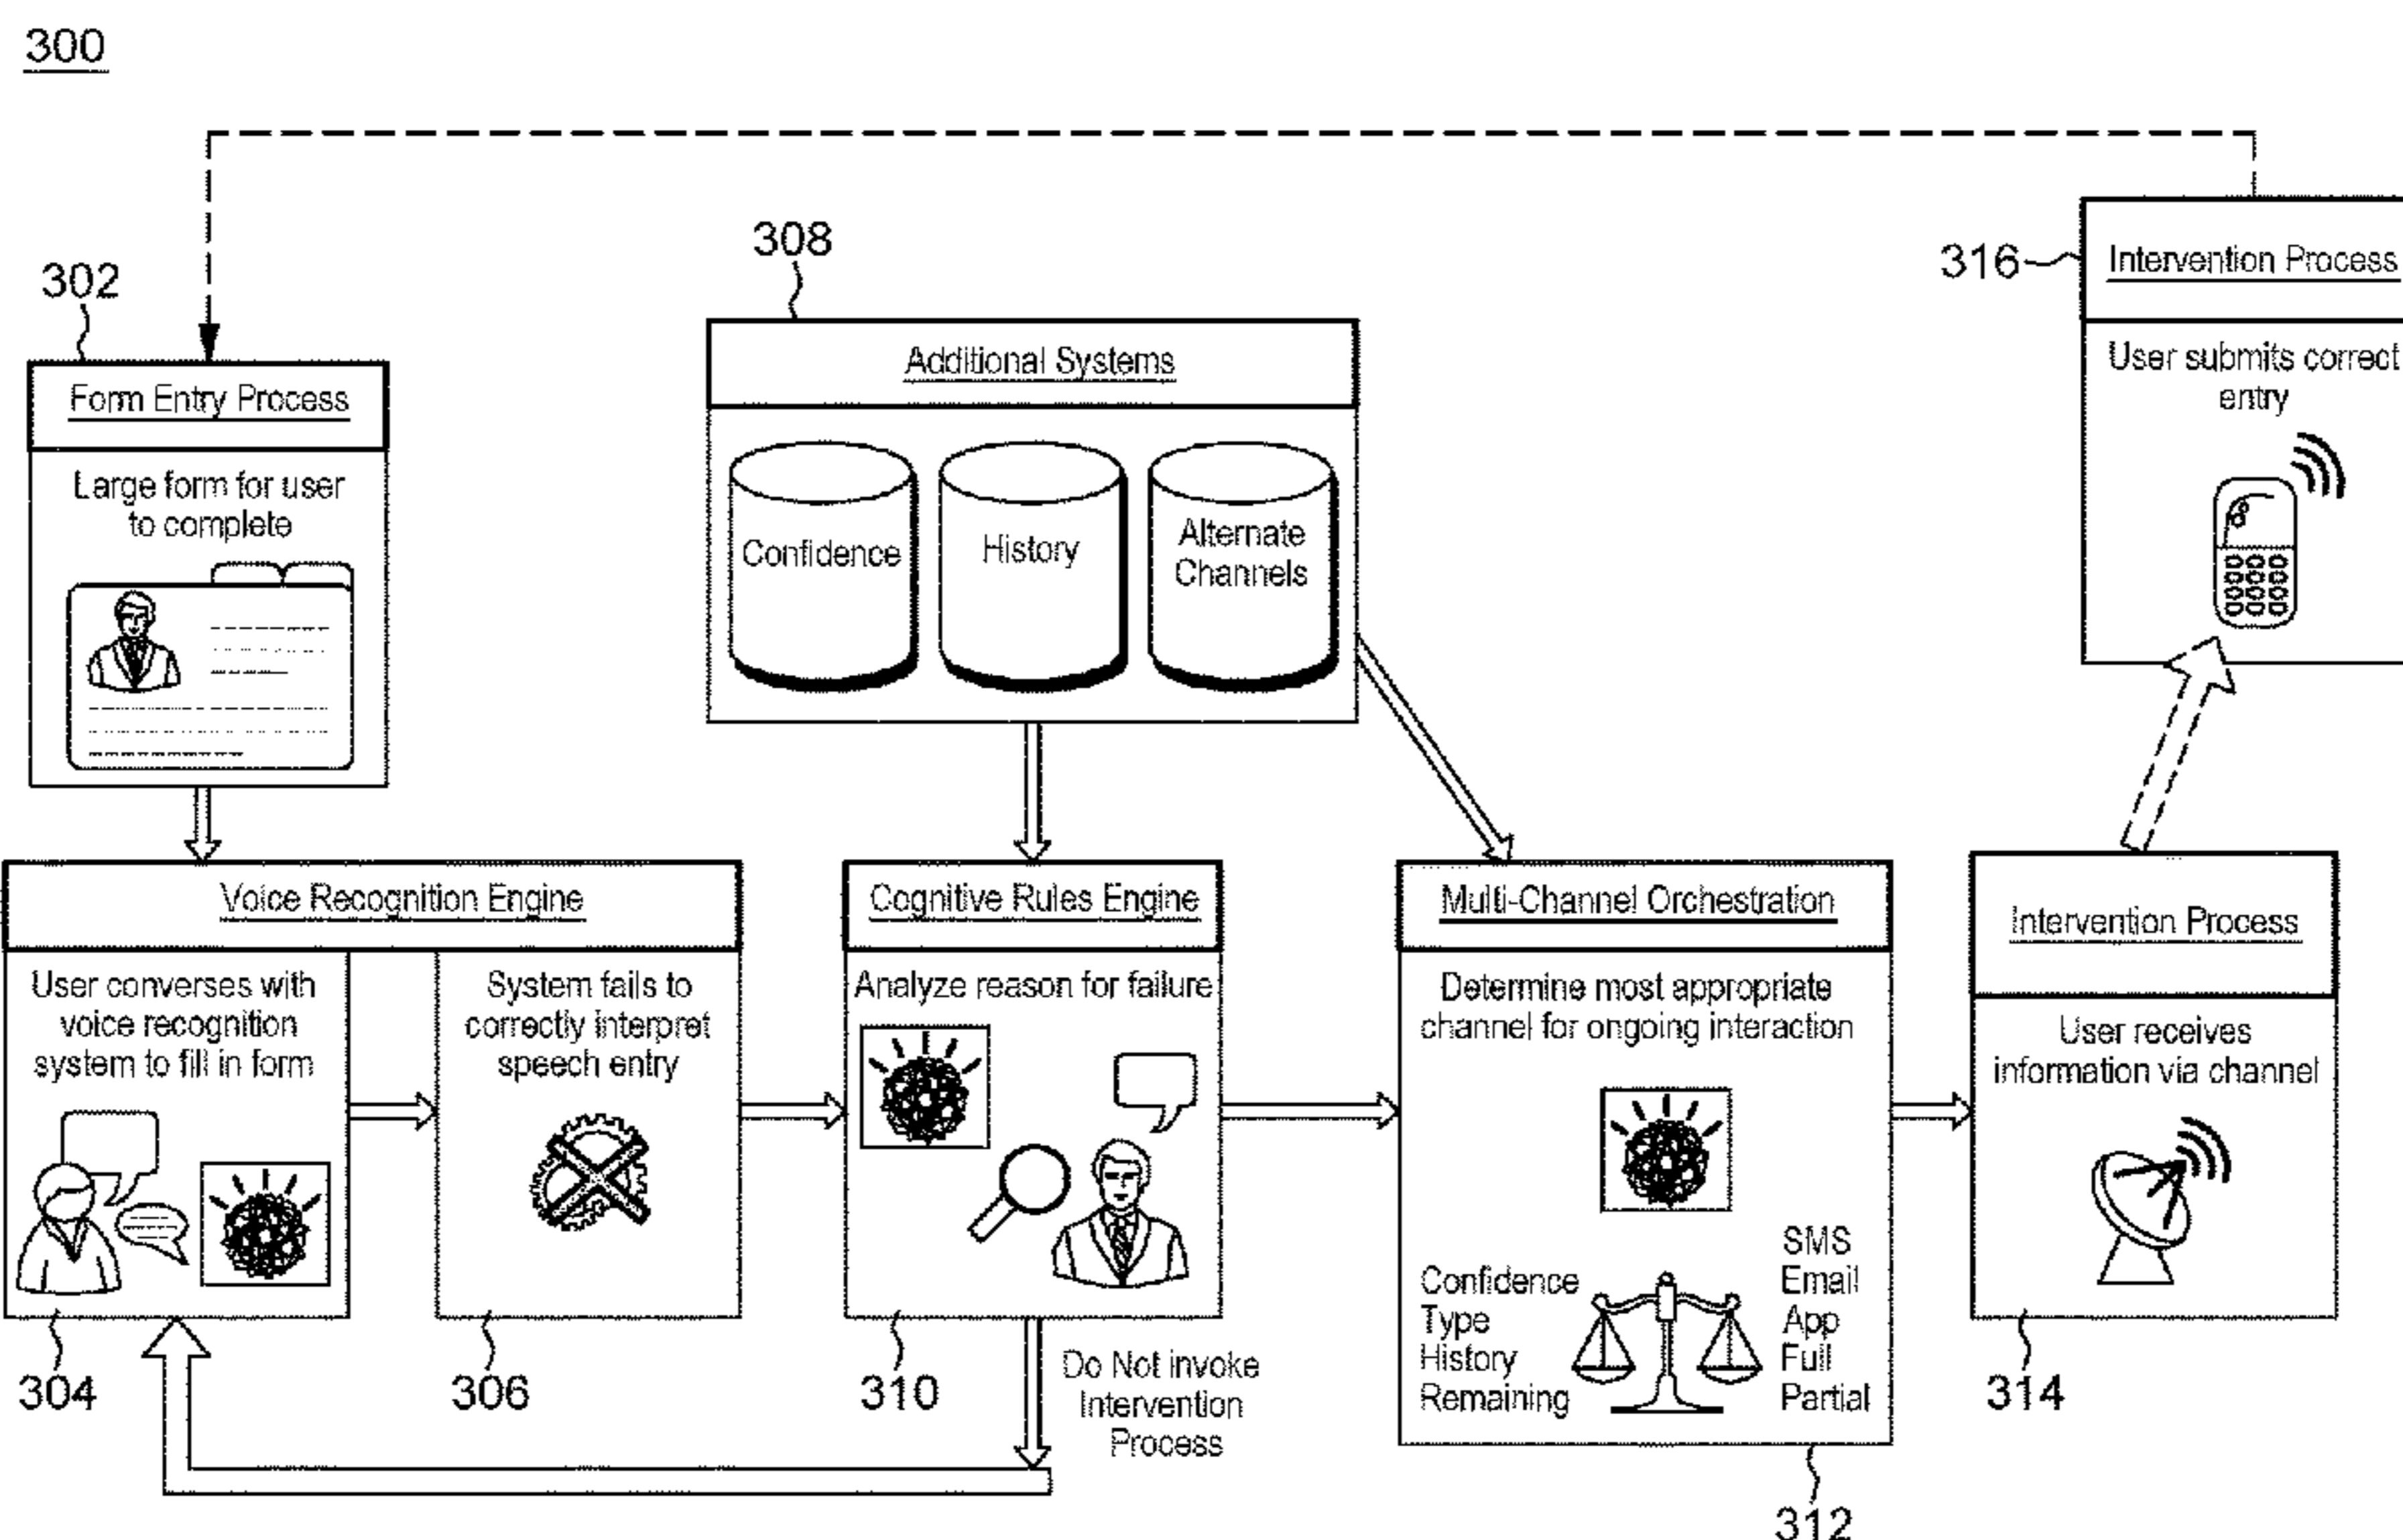 300
302
Form Entry Process
Large form for user
to complete
308
Additional Systems
Confidence
History
Alternate
Channels
316
Intervention Process
User submits correct
entry
Voice Recognition Engine
User converses with
voice recognition
system to fill in form
304
System fails to
correctly interpret
speech entry
306
Cognitive Rules Engine
Analyze reason for failure
310
Do Not invoke
Intervention
Process
Multi-Channel Orchestration
Determine most appropriate
channel for ongoing interaction
Confidence
Type
History
Remaining
SMS
Email
App
Full
Partial
312
Intervention Process
User receives
information via channel
314